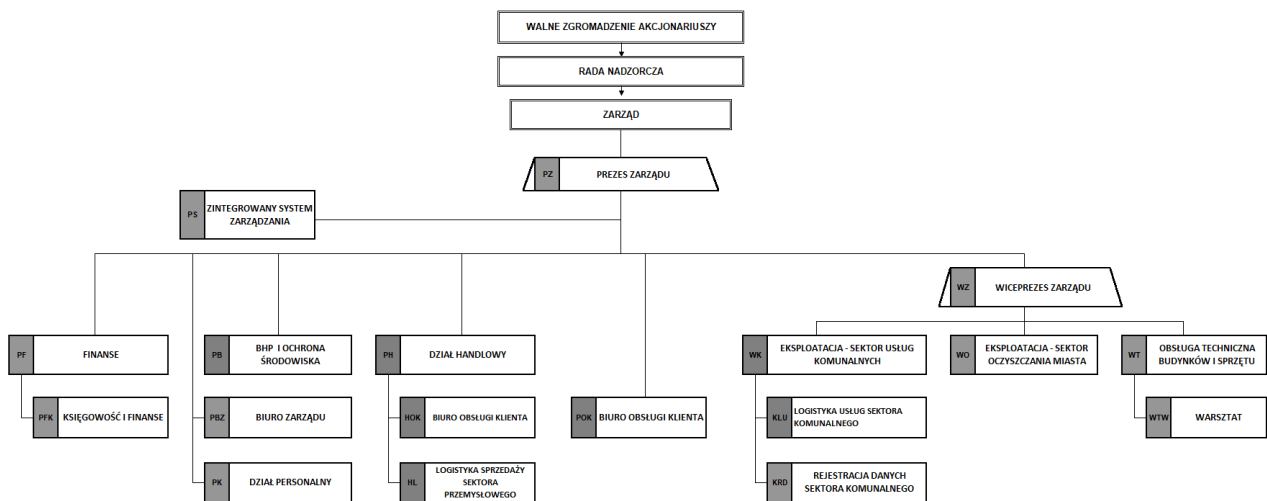 WALNE ZGROMADZENIE AKCJONARIUSZY
RADA NADZORCZA
ZARZĄD
PZ PREZES ZARZĄDU
PS ZINTEGROWANY SYSTEM
ZARZĄDZANIA
WZ WICEPREZES ZARZĄDU
PF FINANSE
PB BHP I OCHRONA
ŚRODOWISKA
PH DZIAŁ HANDLOWY
WK EKSPLOATACJA - SEKTOR USŁUG
KOMUNALNYCH
WO EKSPLOATACJA - SEKTOR
OCZYSZCZANIA MIASTA
WT OBSŁUGA TECHNICZNA
BUDYNKÓW I SPRZĘTU
PFK KSIĘGOWOŚĆ I FINANSE
PBZ BIURO ZARZĄDU
HOK BIURO OBSŁUGI KLIENTA
POK BIURO OBSŁUGI KLIENTA
KLU LOGISTYKA USŁUG SEKTORA
KOMUNALNEGO
WTW WARSZTAT
PK DZIAŁ PERSONALNY
HL LOGISTYKA SPRZEDAŻY
SEKTORA
PRZEMYSŁOWEGO
KRD REJESTRACJA DANYCH
SEKTORA KOMUNALNEGO